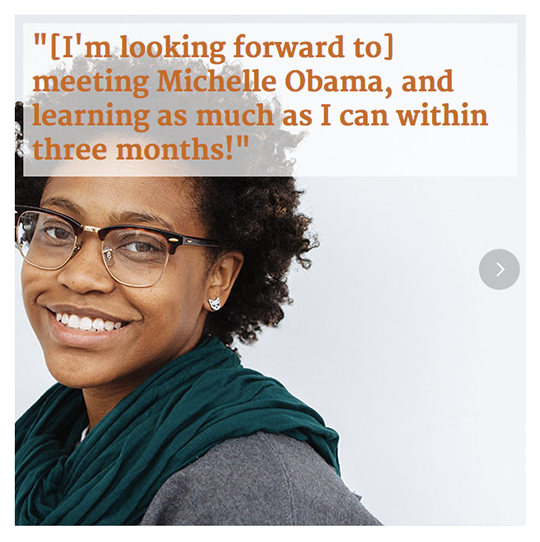 "[I'm looking forward to]
meeting Michelle Obama, and
learning as much as I can within
three months!"